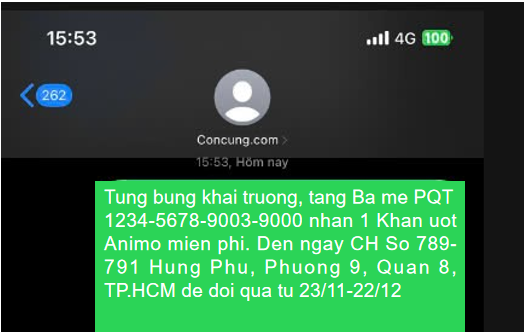 15:53
4G 100
262
Concung.com
15:53, Hôm nay
Tung bung khai truong, tang Ba me PQT
1234-5678-9003-9000 nhan 1 Khan uot
Animo mien phi. Den ngay CH So 789-
791 Hung Phu, Phuong 9, Quan 8,
TP.HCM de doi qua tu 23/11-22/12